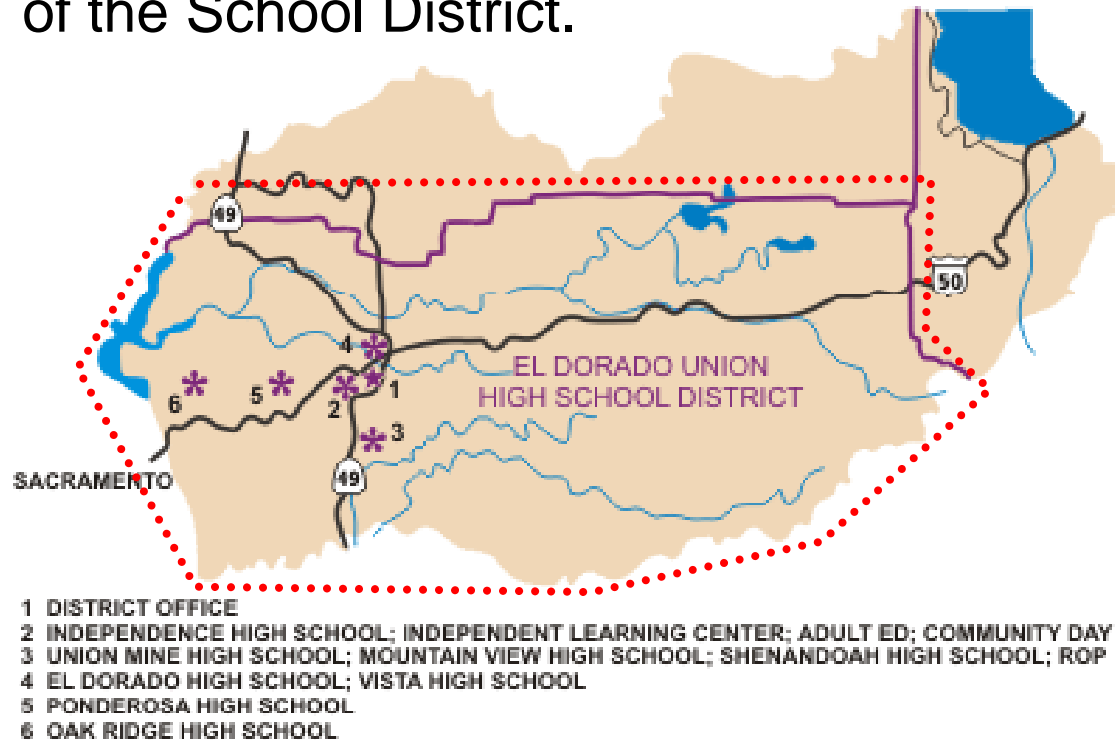 of the School District.
49
50
4
EL DORADO UNION
HIGH SCHOOL DISTRICT
6
5
1
2
3
49
SACRAMENTO
1 DISTRICT OFFICE
2 INDEPENDENCE HIGH SCHOOL; INDEPENDENT LEARNING CENTER; ADULT ED; COMMUNITY DAY
3 UNION MINE HIGH SCHOOL; MOUNTAIN VIEW HIGH SCHOOL; SHENANDOAH HIGH SCHOOL; ROP
4 EL DORADO HIGH SCHOOL; VISTA HIGH SCHOOL
5 PONDEROSA HIGH SCHOOL
6 OAK RIDGE HIGH SCHOOL